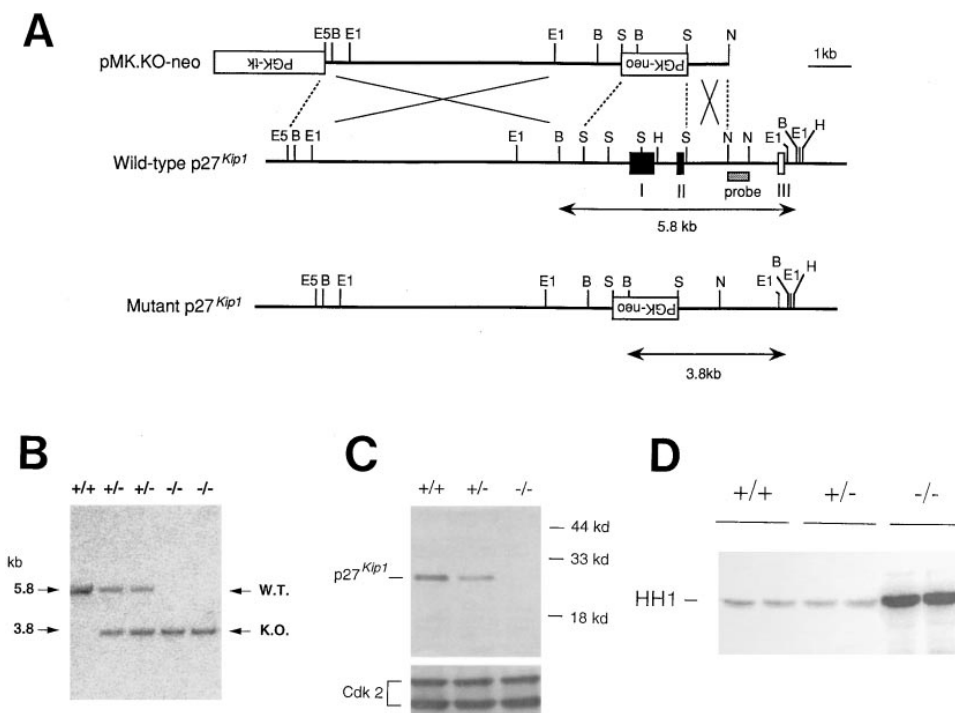 A
E5 B E1 E1 B S B S N
pMK.KO-neo
PGK-tk
PGK-neo
1kb
E5 B E1 E1 B S S S H S N N E1 B E1 H
Wild-type p27Kip1
I II probe III
5.8 kb
E5 B E1 E1 B S B S N E1 B E1 H
Mutant p27Kip1
PGK-neo
3.8kb
B
+/+ +/- +/- -/- -/-
kb
5.8 W.T.
3.8 K.O.
C
+/+ +/- -/-
44 kd
33 kd
p27Kip1
18 kd
Cdk 2
D
+/+ +/- -/-
HH1